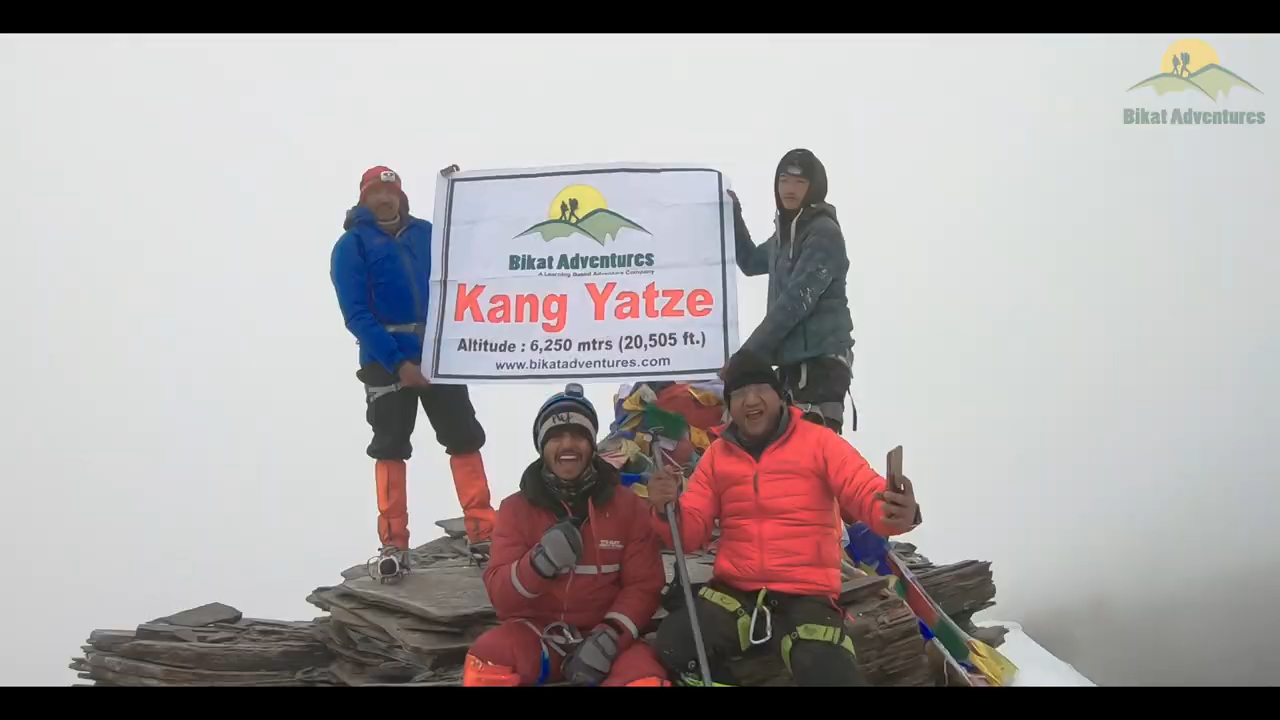 Bikat Adventures
Bikat Adventures
A Learning Based Adventure Company
Kang Yatze
Altitude : 6,250 mtrs (20,505 ft.)
www.bikatadventures.com